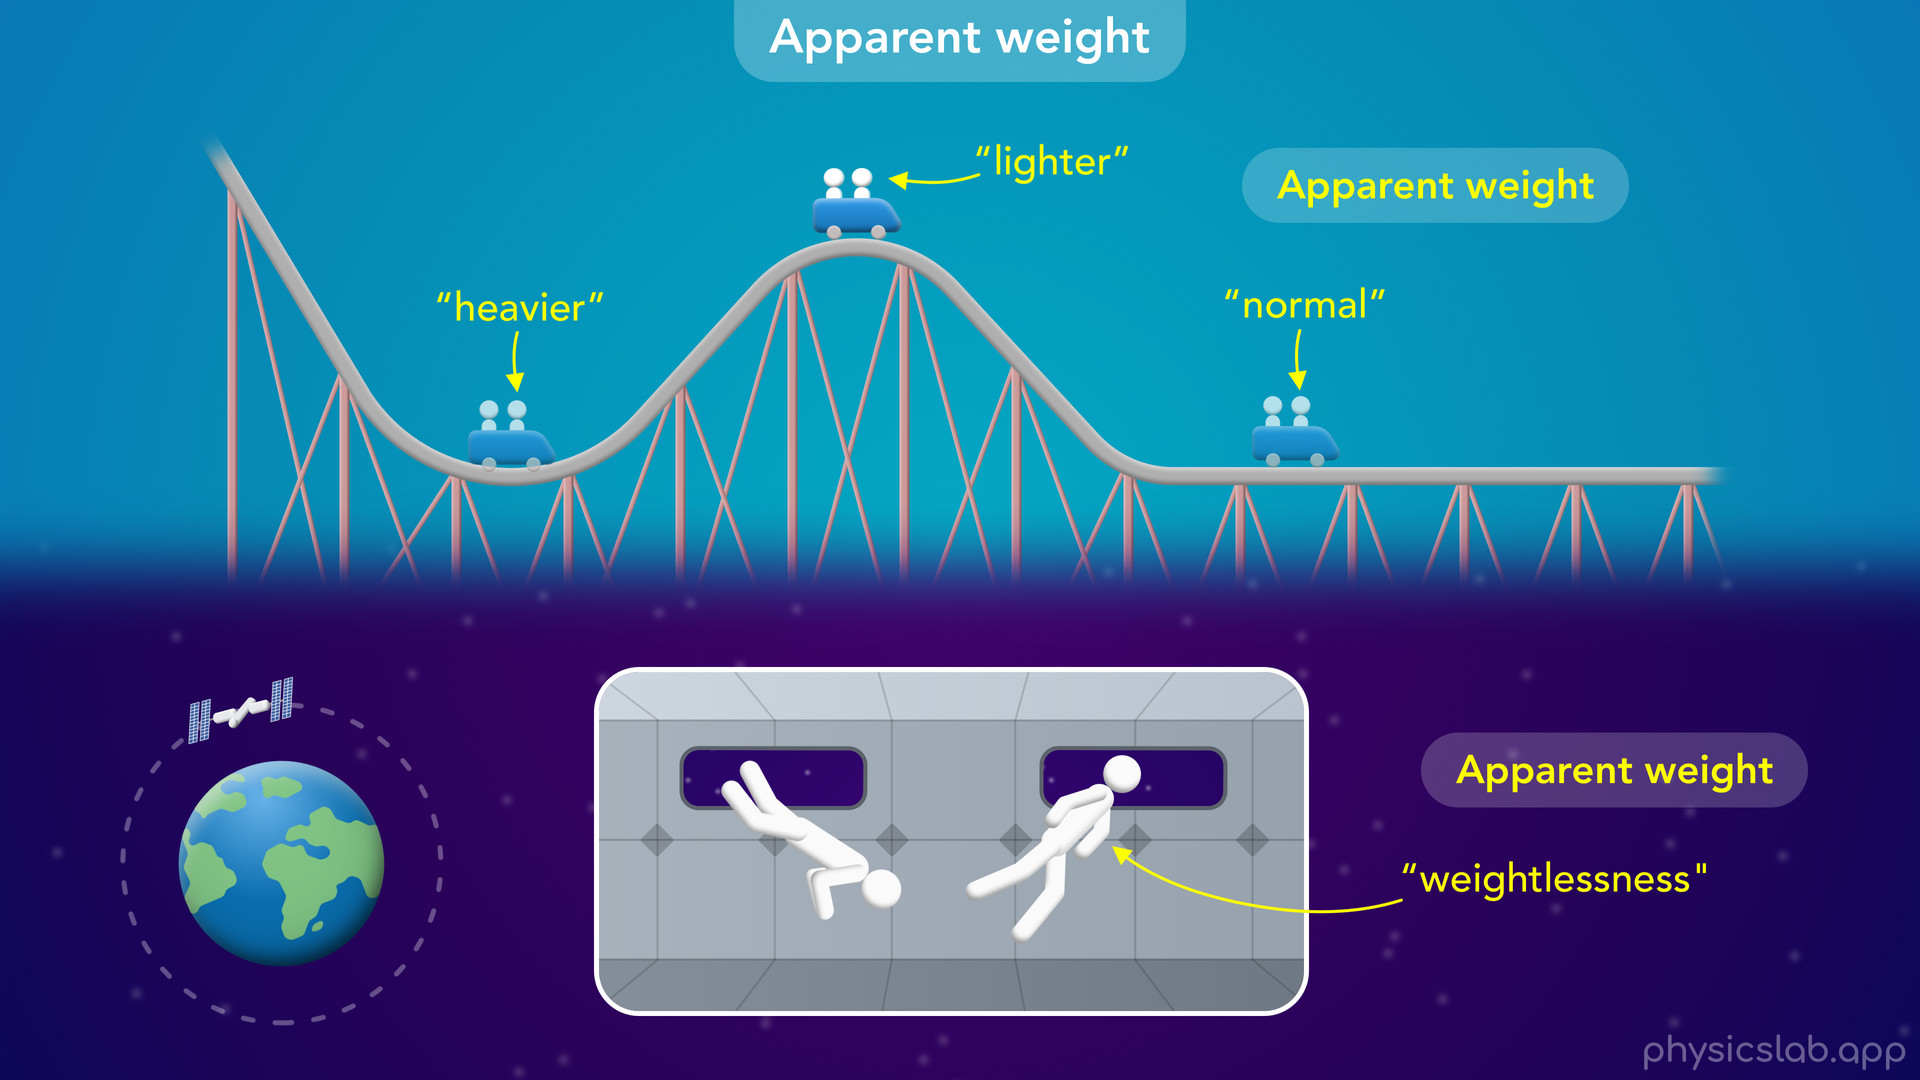 Apparent weight
“lighter”
Apparent weight
“heavier”
“normal”
Apparent weight
“weightlessness"
physicslab.app